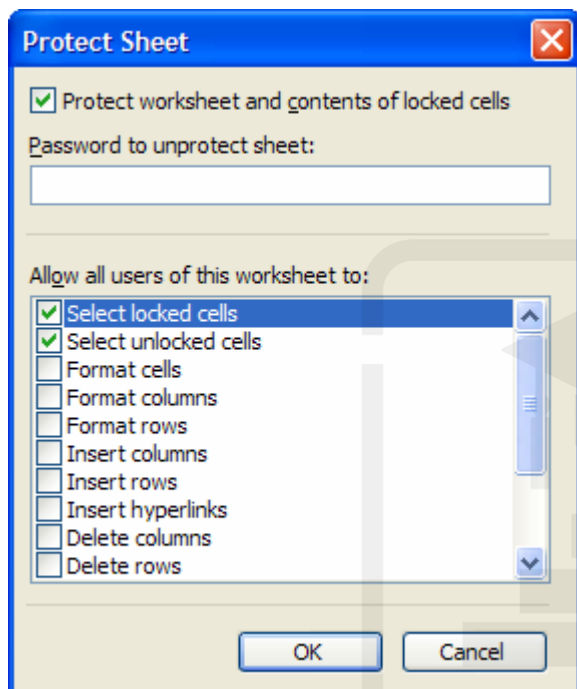 Protect Sheet
Protect worksheet and contents of locked cells
Password to unprotect sheet:
Allow all users of this worksheet to:
Select locked cells
Select unlocked cells
Format cells
Format columns
Format rows
Insert columns
Insert rows
Insert hyperlinks
Delete columns
Delete rows
OK
Cancel